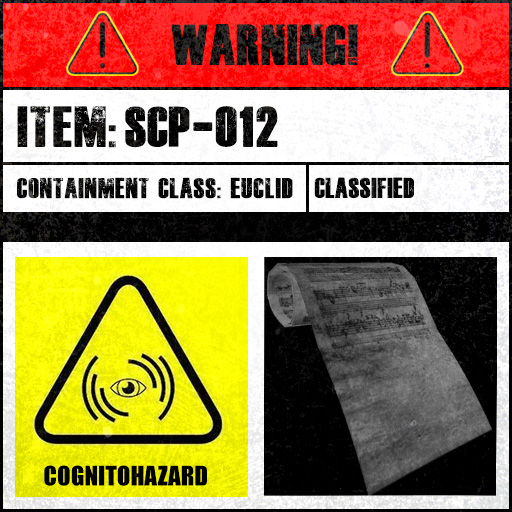 WARNING!
ITEM: SCP-012
CONTAINMENT CLASS: EUCLID
CLASSIFIED
COGNITOHAZARD